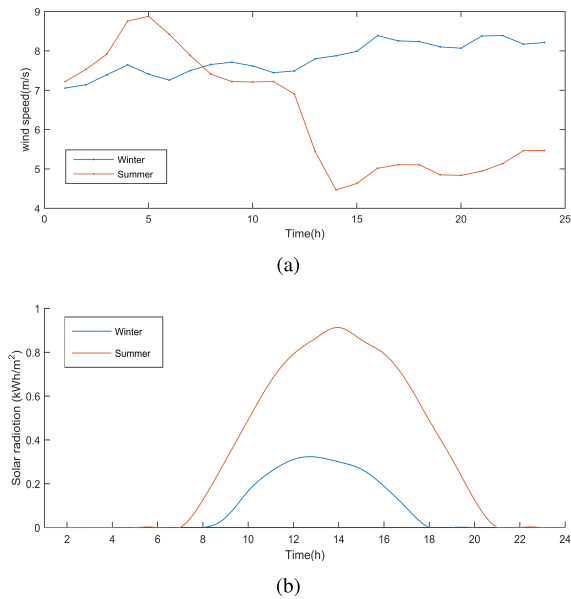 9
8
7
6
5
4
wind speed(m/s)
Winter
Summer
0 5 10 15 20 25
Time(h)
(a)
1
0.8
0.6
0.4
0.2
0
Solar radiotion (kWh/m²)
Winter
Summer
2 4 6 8 10 12 14 16 18 20 22 24
Time(h)
(b)